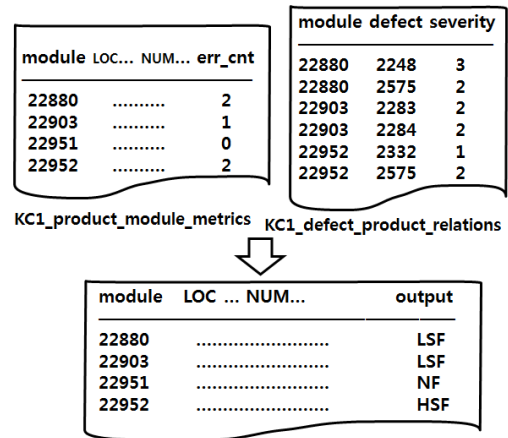 module LOC... NUM... err_cnt
22880 .......... 2
22903 .......... 1
22951 .......... 0
22952 .......... 2
KC1_product_module_metrics
module defect severity
22880 2248 3
22880 2575 2
22903 2283 2
22903 2284 2
22952 2332 1
22952 2575 2
KC1_defect_product_relations
module LOC ... NUM... output
22880 ............................ LSF
22903 ............................ LSF
22951 ............................ NF
22952 ............................ HSF